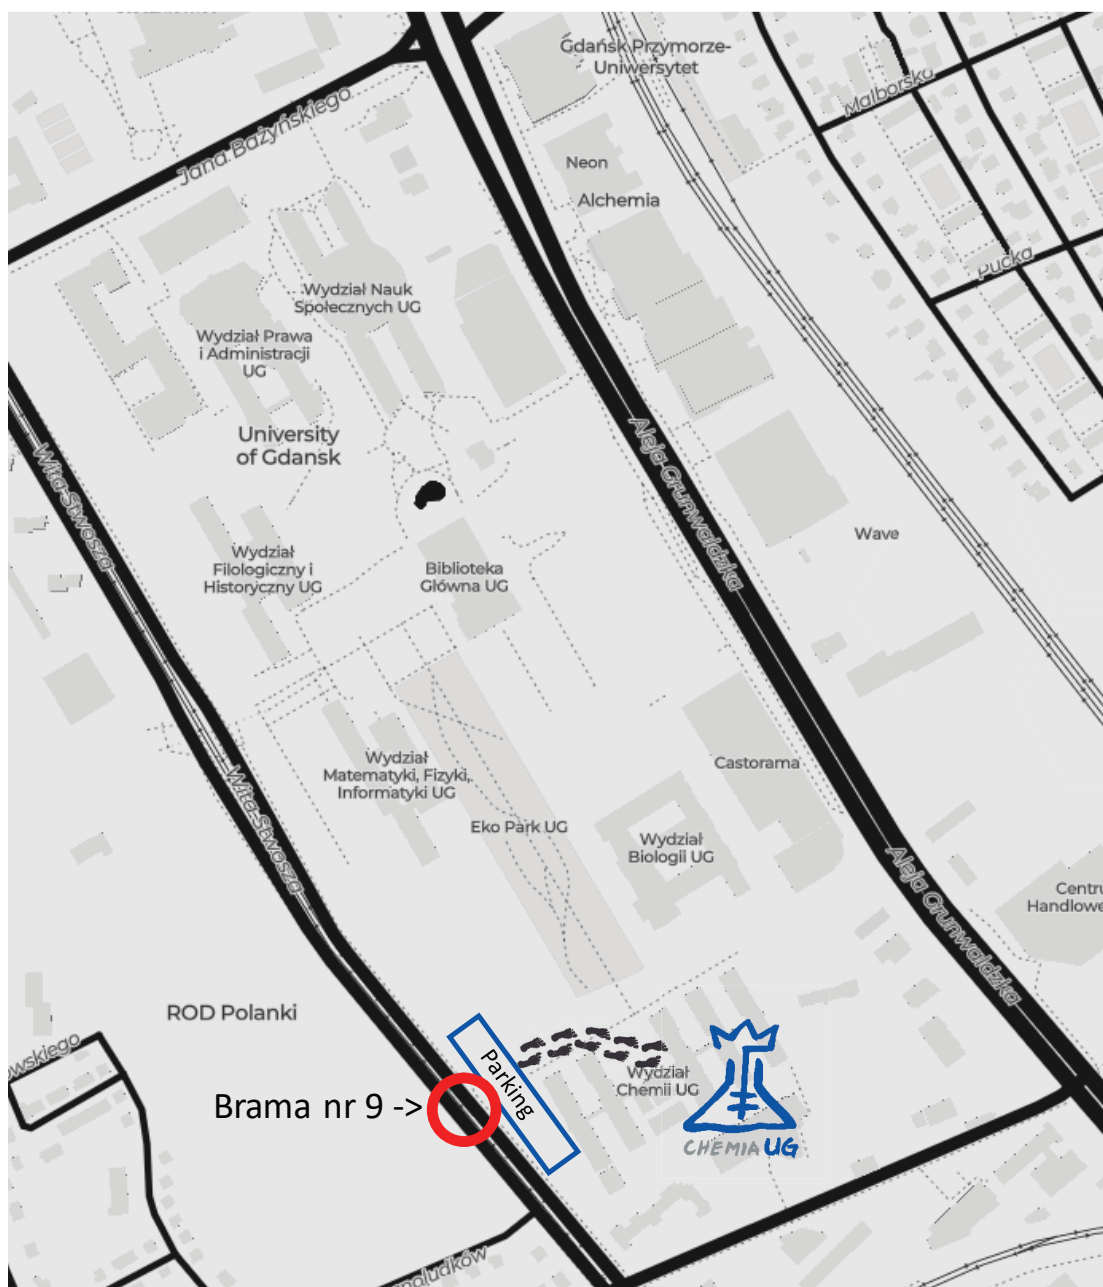 Gdańsk Przymorze-
Uniwersytet
Malborska
Jana Bażyńskiego
Neon
Alchemia
Pucka
Wydział Nauk
Społecznych UG
Wydział Prawa
i Administracji
UG
University
of Gdansk
Aleja Grunwaldzka
Wita Stwosza
Wave
Wydział
Filologiczny i
Historyczny UG
Biblioteka
Główna UG
Wydział
Matematyki, Fizyki,
Informatyki UG
Castorama
Wita Stwosza
Eko Park UG
Wydział
Biologii UG
Aleja Grunwaldzka
Handlowe
ROD Polanki
Parking
Wydział
Chemii UG
Brama nr 9 ->
CHEMIA UG